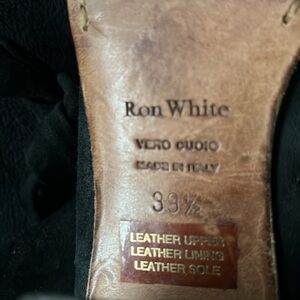 Ron White
VERO CUOIO
MADE IN ITALY
39½
LEATHER UPPER
LEATHER LINING
LEATHER SOLE